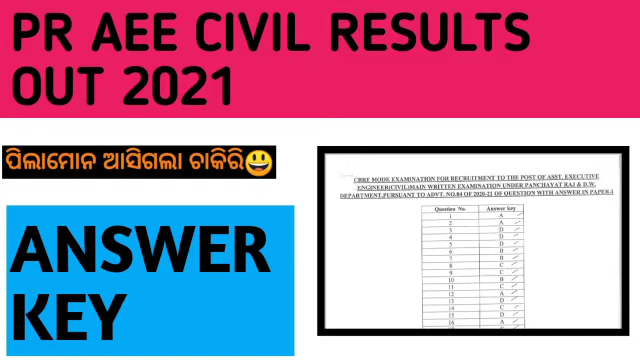 PR AEE CIVIL RESULTS
OUT 2021
ପିଲାମୋନ ଆସିଗଲା ଚାକିରି😃
ANSWER
KEY
CBRE MODE EXAMINATION FOR RECRUITMENT TO THE POST OF ASST. EXECUTIVE
ENGINEER(CIVIL)MAIN WRITTEN EXAMINATION UNDER PANCHAYAT RAJ & D.W.
DEPARTMENT,PURSUANT TO ADVT. NO.04 OF 2020-21 OF QUESTION WITH ANSWER IN PAPER-I
Question No. Answer key
1 A
2 A
3 D
4 D
5 D
6 B
7 B
8 C
9 C
10 B
11 C
12 A
13 D
14 C
15 D
16 A